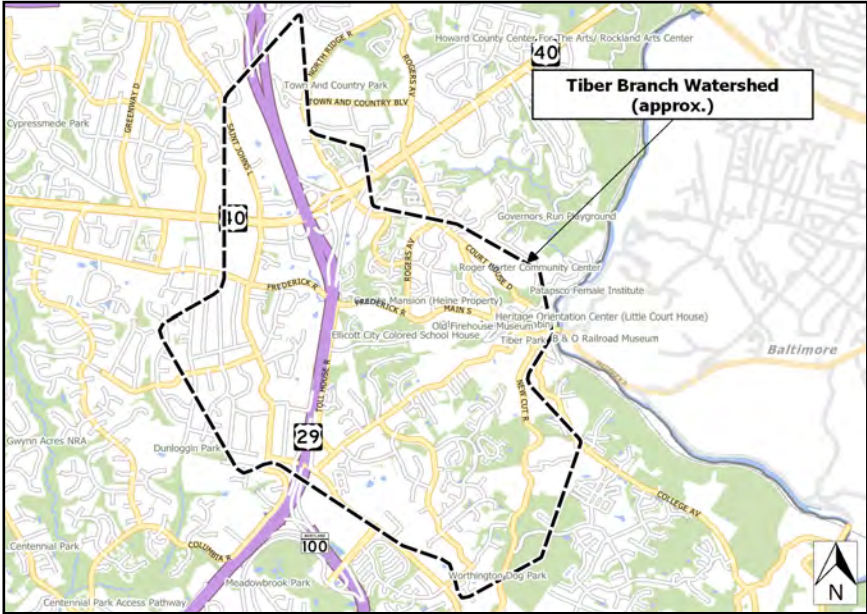 Howard County Center For The Arts/ Rockland Arts Center
40
Tiber Branch Watershed
(approx.)
NORTH RIDGE R
ROGERS AV
Town And Country Park
TOWN AND COUNTRY BLV
GREENWAY D
Cypressmede Park
SAINT JOHNS L
40
Governors Run Playground
ROGERS AV
COURT HOUSE D
Roger Carter Community Center
Patapsco Female Institute
FREDERICK R
Mansion (Heine Property)
FREDERICK R
MAIN S
Heritage Orientation Center (Little Court House)
Old Firehouse Museum
Ellicott City Colored School House
Tiber Park
B & O Railroad Museum
Baltimore
TOLL HOUSE R
NEW CUT R
29
Gwynn Acres NRA
Dunloggin Park
COLLEGE AV
COLUMBIA R
MARYLAND
100
Centennial Park
Meadowbrook Park
Worthington Dog Park
Centennial Park Access Pathway
N